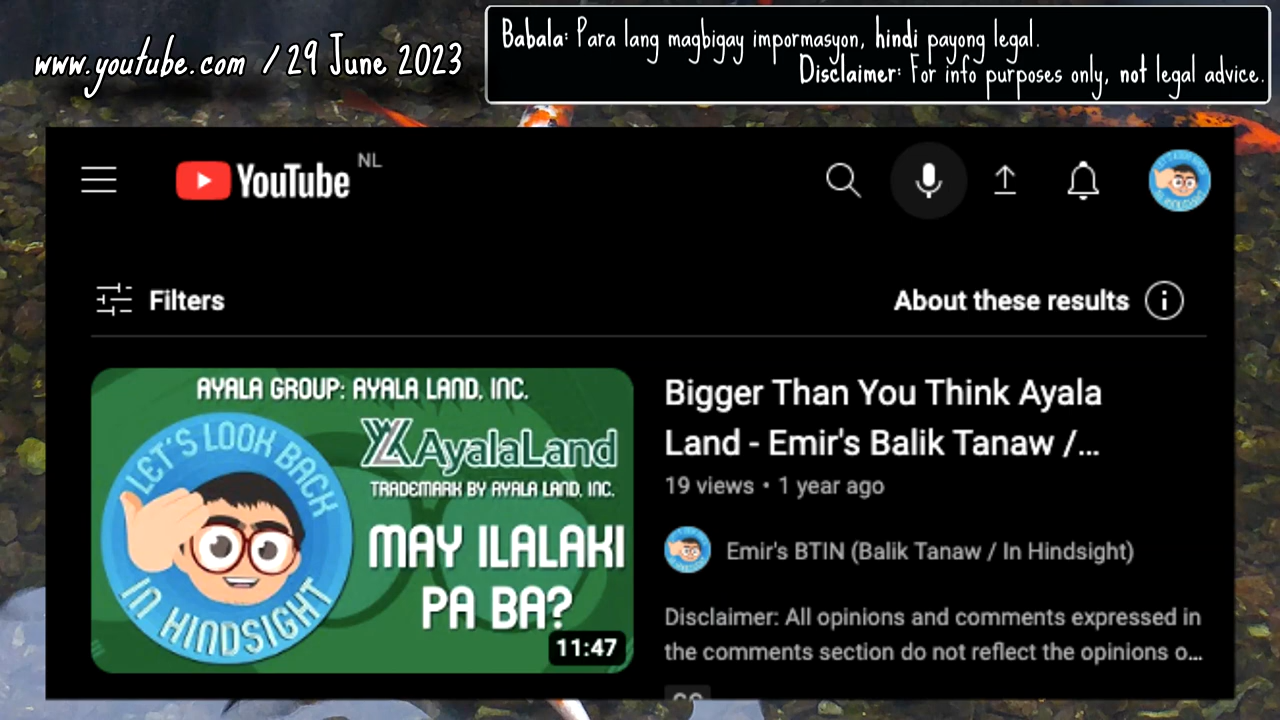 www.youtube.com / 29 June 2023
Babala: Para lang magbigay impormasyon, hindi payong legal.
Disclaimer: For info purposes only, not legal advice.
YouTube NL
Filters
About these results
AYALA GROUP: AYALA LAND, INC.
LET'S LOOK BACK
IN HINDSIGHT
AyalaLand
TRADEMARK BY AYALA LAND, INC.
MAY ILALAKI
PA BA?
11:47
Bigger Than You Think Ayala
Land - Emir's Balik Tanaw /...
19 views • 1 year ago
Emir's BTIN (Balik Tanaw / In Hindsight)
Disclaimer: All opinions and comments expressed in
the comments section do not reflect the opinions o...